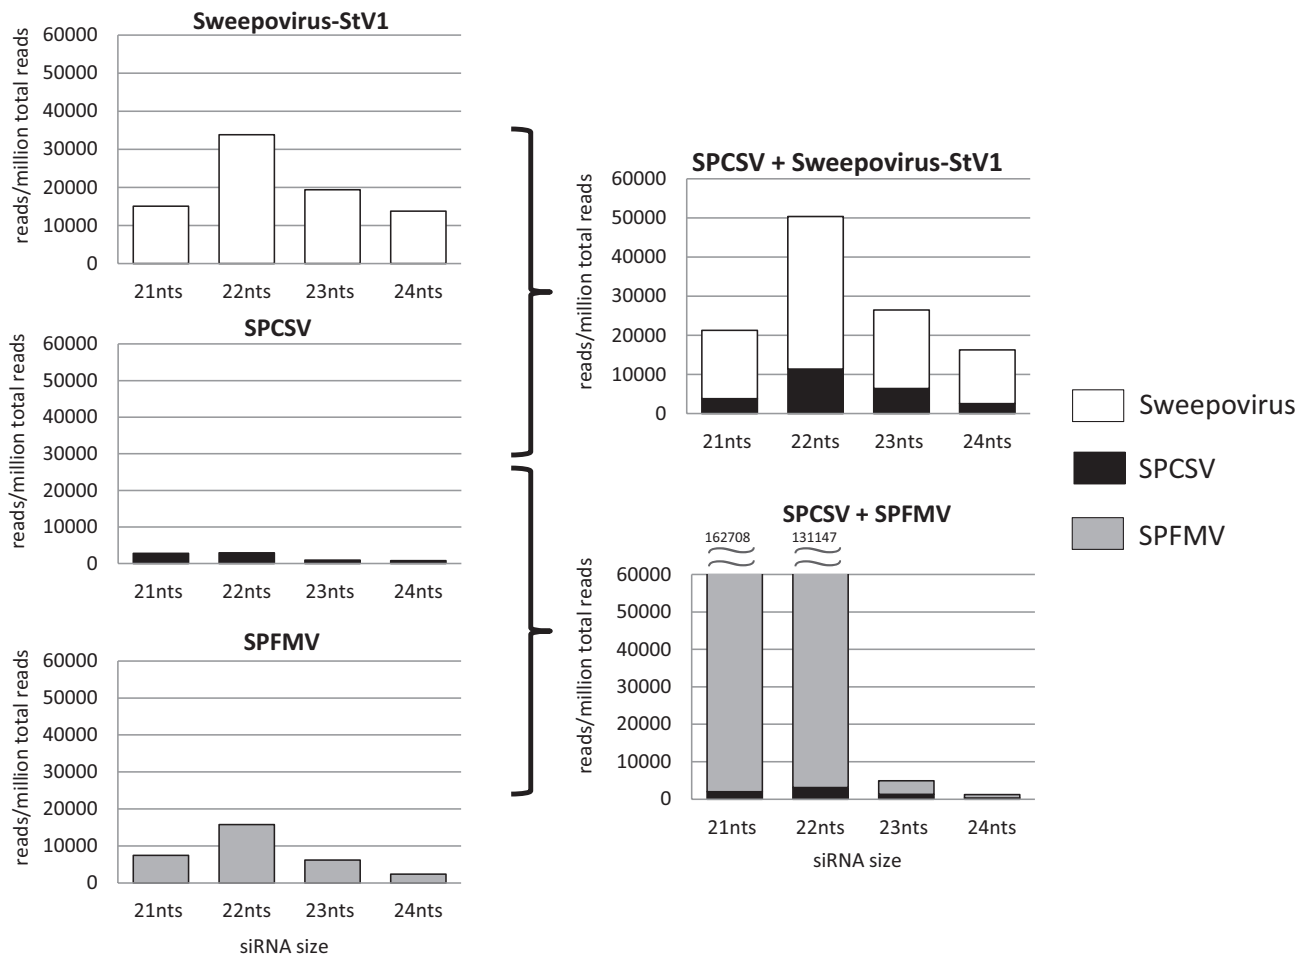 Sweepovirus-StV1
reads/million total reads
60000
50000
40000
30000
20000
10000
0
21nts 22nts 23nts 24nts
SPCSV
reads/million total reads
60000
50000
40000
30000
20000
10000
0
21nts 22nts 23nts 24nts
SPFMV
reads/million total reads
60000
50000
40000
30000
20000
10000
0
21nts 22nts 23nts 24nts
siRNA size
SPCSV + Sweepovirus-StV1
reads/million total reads
60000
50000
40000
30000
20000
10000
0
21nts 22nts 23nts 24nts
SPCSV + SPFMV
162708 131147
reads/million total reads
60000
50000
40000
30000
20000
10000
0
21nts 22nts 23nts 24nts
siRNA size
Sweepovirus
SPCSV
SPFMV